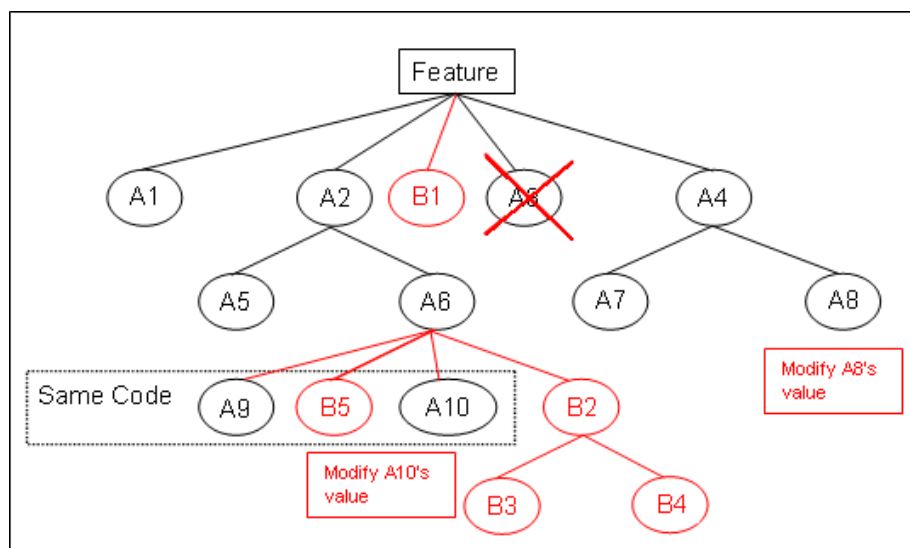 Feature
A1
A2
B1
A3
A4
A5
A6
A7
A8
Modify A8's
value
Same Code
A9
B5
A10
B2
Modify A10's
value
B3
B4